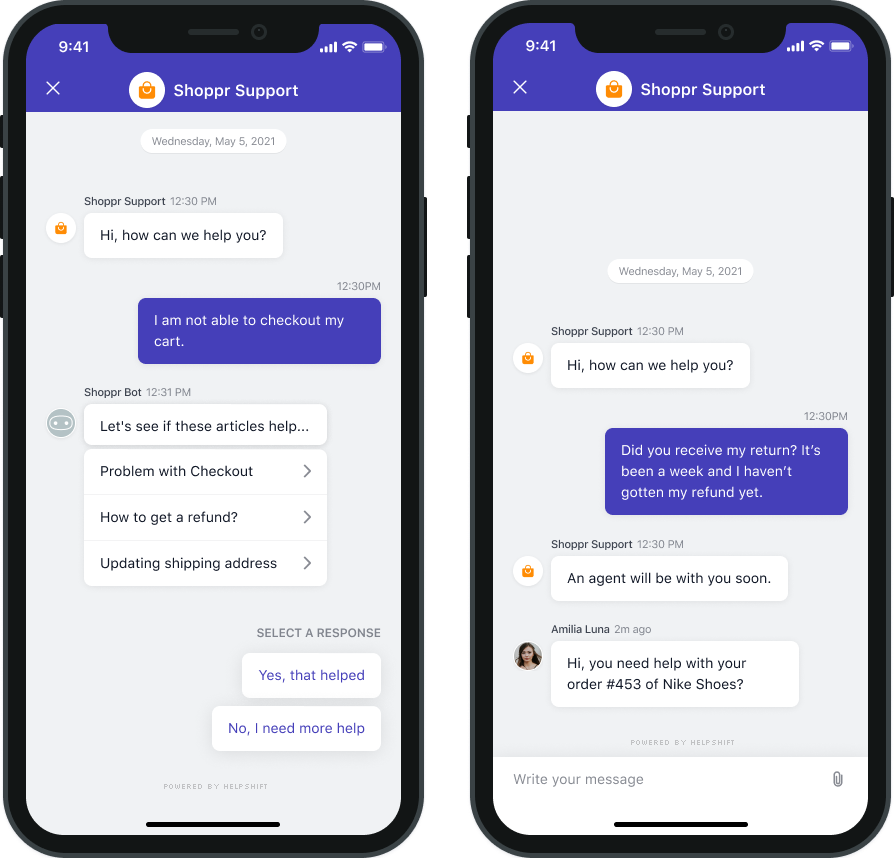 9:41
Shoppr Support
Wednesday, May 5, 2021
Shoppr Support 12:30 PM
Hi, how can we help you?
12:30PM
I am not able to checkout my
cart.
Shoppr Bot 12:31 PM
Let's see if these articles help...
Problem with Checkout
How to get a refund?
Updating shipping address
SELECT A RESPONSE
Yes, that helped
No, I need more help
POWERED BY HELPSHIFT
9:41
Shoppr Support
Wednesday, May 5, 2021
Shoppr Support 12:30 PM
Hi, how can we help you?
12:30PM
Did you receive my return? It’s
been a week and I haven’t
gotten my refund yet.
Shoppr Support 12:30 PM
An agent will be with you soon.
Amilia Luna 2m ago
Hi, you need help with your
order #453 of Nike Shoes?
POWERED BY HELPSHIFT
Write your message